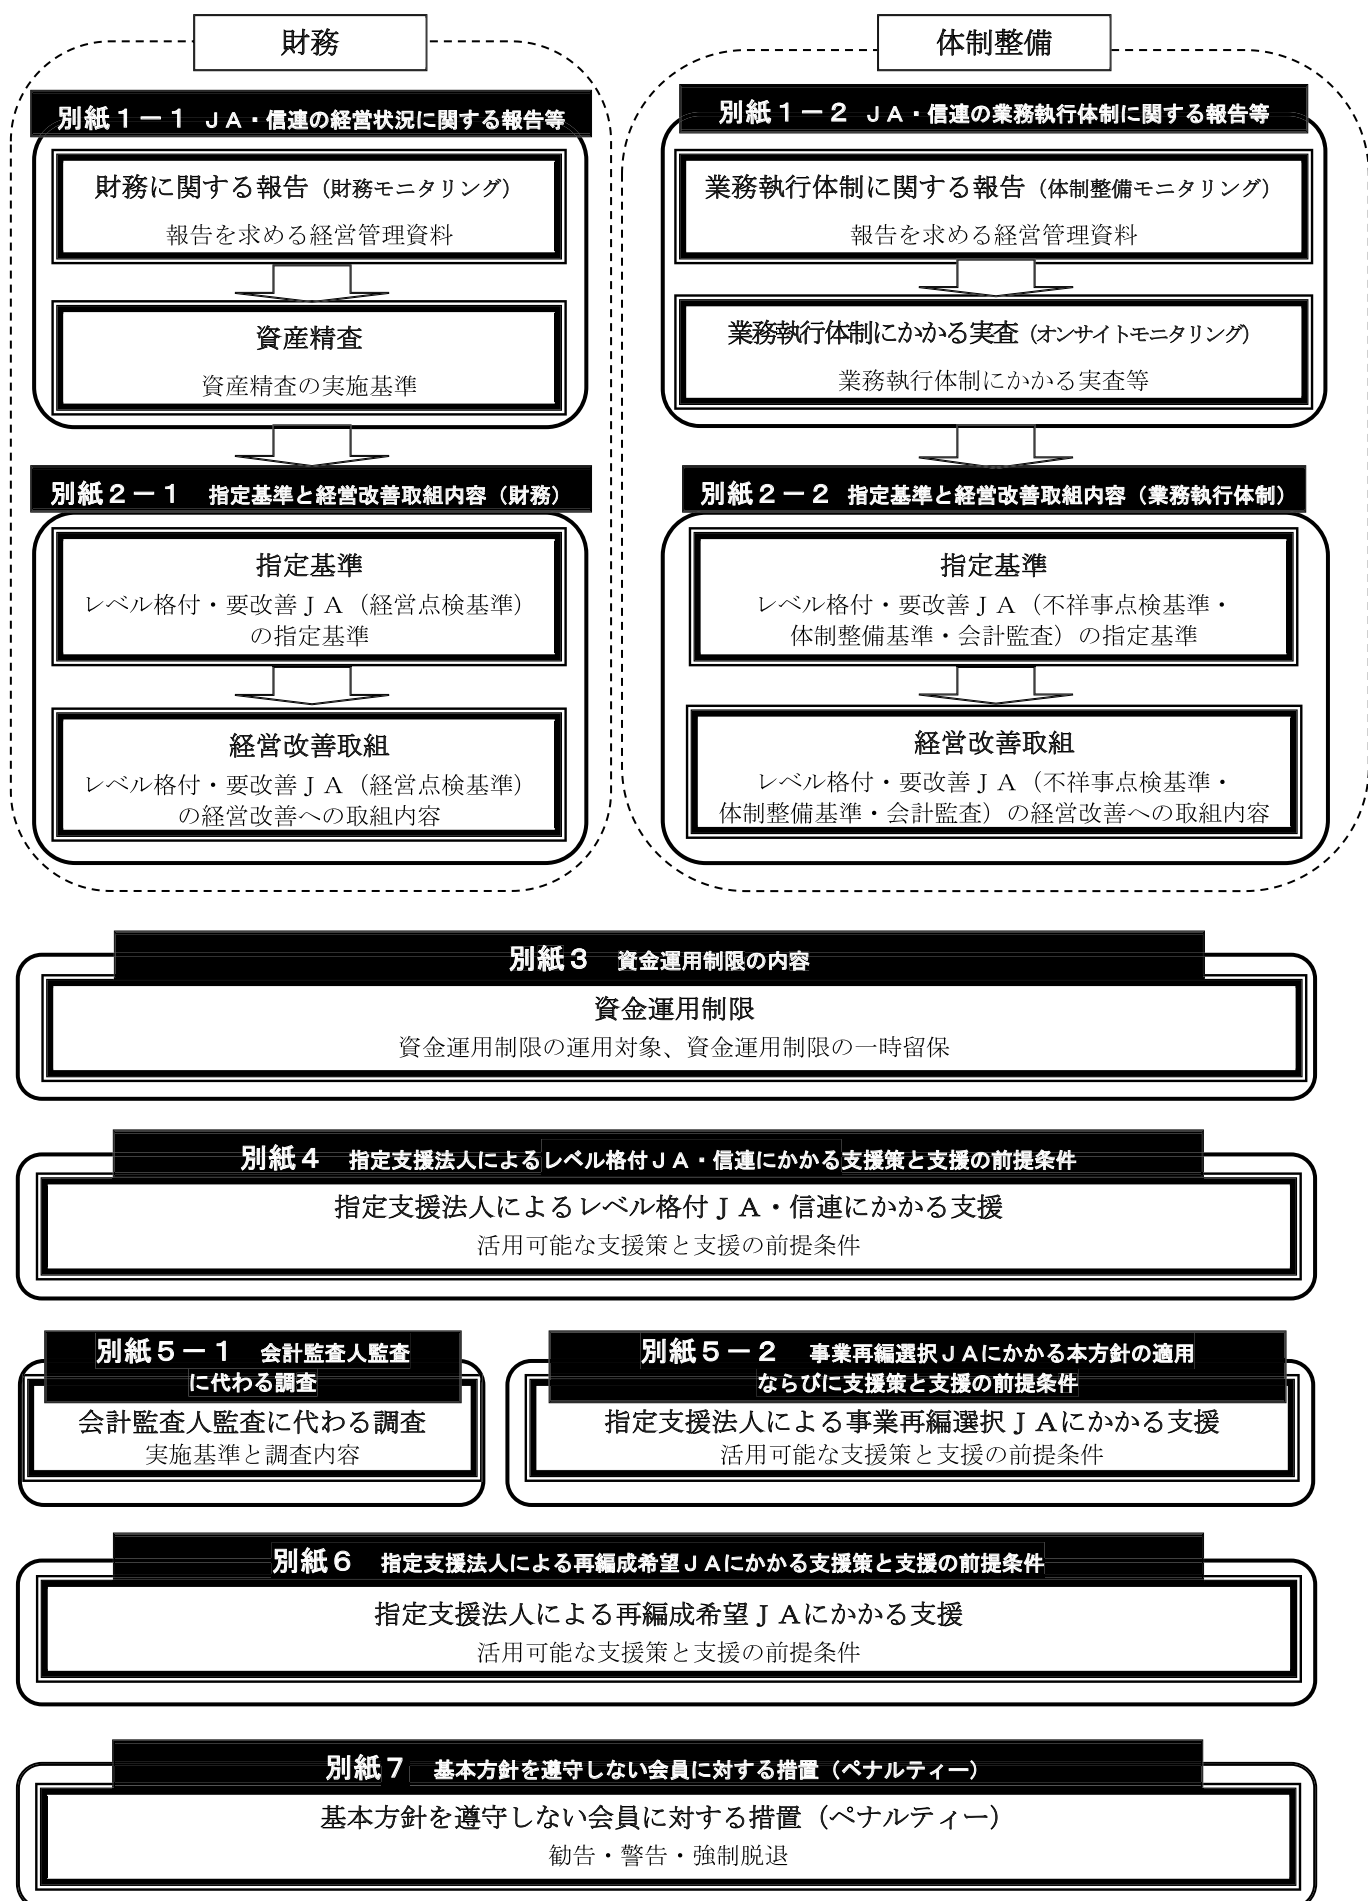 財務
別紙１－１ ＪＡ・信連の経営状況に関する報告等
財務に関する報告（財務モニタリング）
報告を求める経営管理資料
資産精査
資産精査の実施基準
別紙２－１ 指定基準と経営改善取組内容（財務）
指定基準
レベル格付・要改善ＪＡ（経営点検基準）
の指定基準
経営改善取組
レベル格付・要改善ＪＡ（経営点検基準）
の経営改善への取組内容
体制整備
別紙１－２ ＪＡ・信連の業務執行体制に関する報告等
業務執行体制に関する報告（体制整備モニタリング）
報告を求める経営管理資料
業務執行体制にかかる実査（オンサイトモニタリング）
業務執行体制にかかる実査等
別紙２－２ 指定基準と経営改善取組内容（業務執行体制）
指定基準
レベル格付・要改善ＪＡ（不祥事点検基準・
体制整備基準・会計監査）の指定基準
経営改善取組
レベル格付・要改善ＪＡ（不祥事点検基準・
体制整備基準・会計監査）の経営改善への取組内容
別紙３ 資金運用制限の内容
資金運用制限
資金運用制限の運用対象、資金運用制限の一時留保
別紙４ 指定支援法人によるレベル格付ＪＡ・信連にかかる支援策と支援の前提条件
指定支援法人によるレベル格付ＪＡ・信連にかかる支援
活用可能な支援策と支援の前提条件
別紙５－１ 会計監査人監査
に代わる調査
会計監査人監査に代わる調査
実施基準と調査内容
別紙５－２ 事業再編選択ＪＡにかかる本方針の適用
ならびに支援策と支援の前提条件
指定支援法人による事業再編選択ＪＡにかかる支援
活用可能な支援策と支援の前提条件
別紙６ 指定支援法人による再編成希望ＪＡにかかる支援策と支援の前提条件
指定支援法人による再編成希望ＪＡにかかる支援
活用可能な支援策と支援の前提条件
別紙７ 基本方針を遵守しない会員に対する措置（ペナルティー）
基本方針を遵守しない会員に対する措置（ペナルティー）
勧告・警告・強制脱退